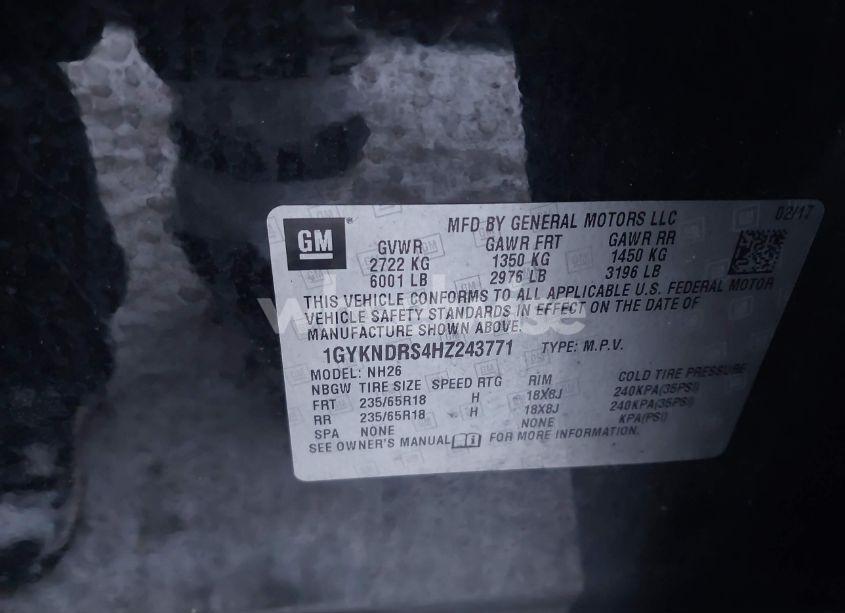 GM
MFD BY GENERAL MOTORS LLC 02/17
GVWR GAWR FRT GAWR RR
2722 KG 1350 KG 1450 KG
6001 LB 2976 LB 3196 LB
THIS VEHICLE CONFORMS TO ALL APPLICABLE U.S. FEDERAL MOTOR
VEHICLE SAFETY STANDARDS IN EFFECT ON THE DATE OF
MANUFACTURE SHOWN ABOVE.
1GYKNDRS4HZ243771 TYPE: M.P.V.
MODEL: NH26
NBGW TIRE SIZE SPEED RTG RIM COLD TIRE PRESSURE
FRT 235/65R18 H 18X8J 240KPA(35PSI)
RR 235/65R18 H 18X8J 240KPA(35PSI)
SPA NONE NONE KPA(PSI)
SEE OWNER'S MANUAL FOR MORE INFORMATION.